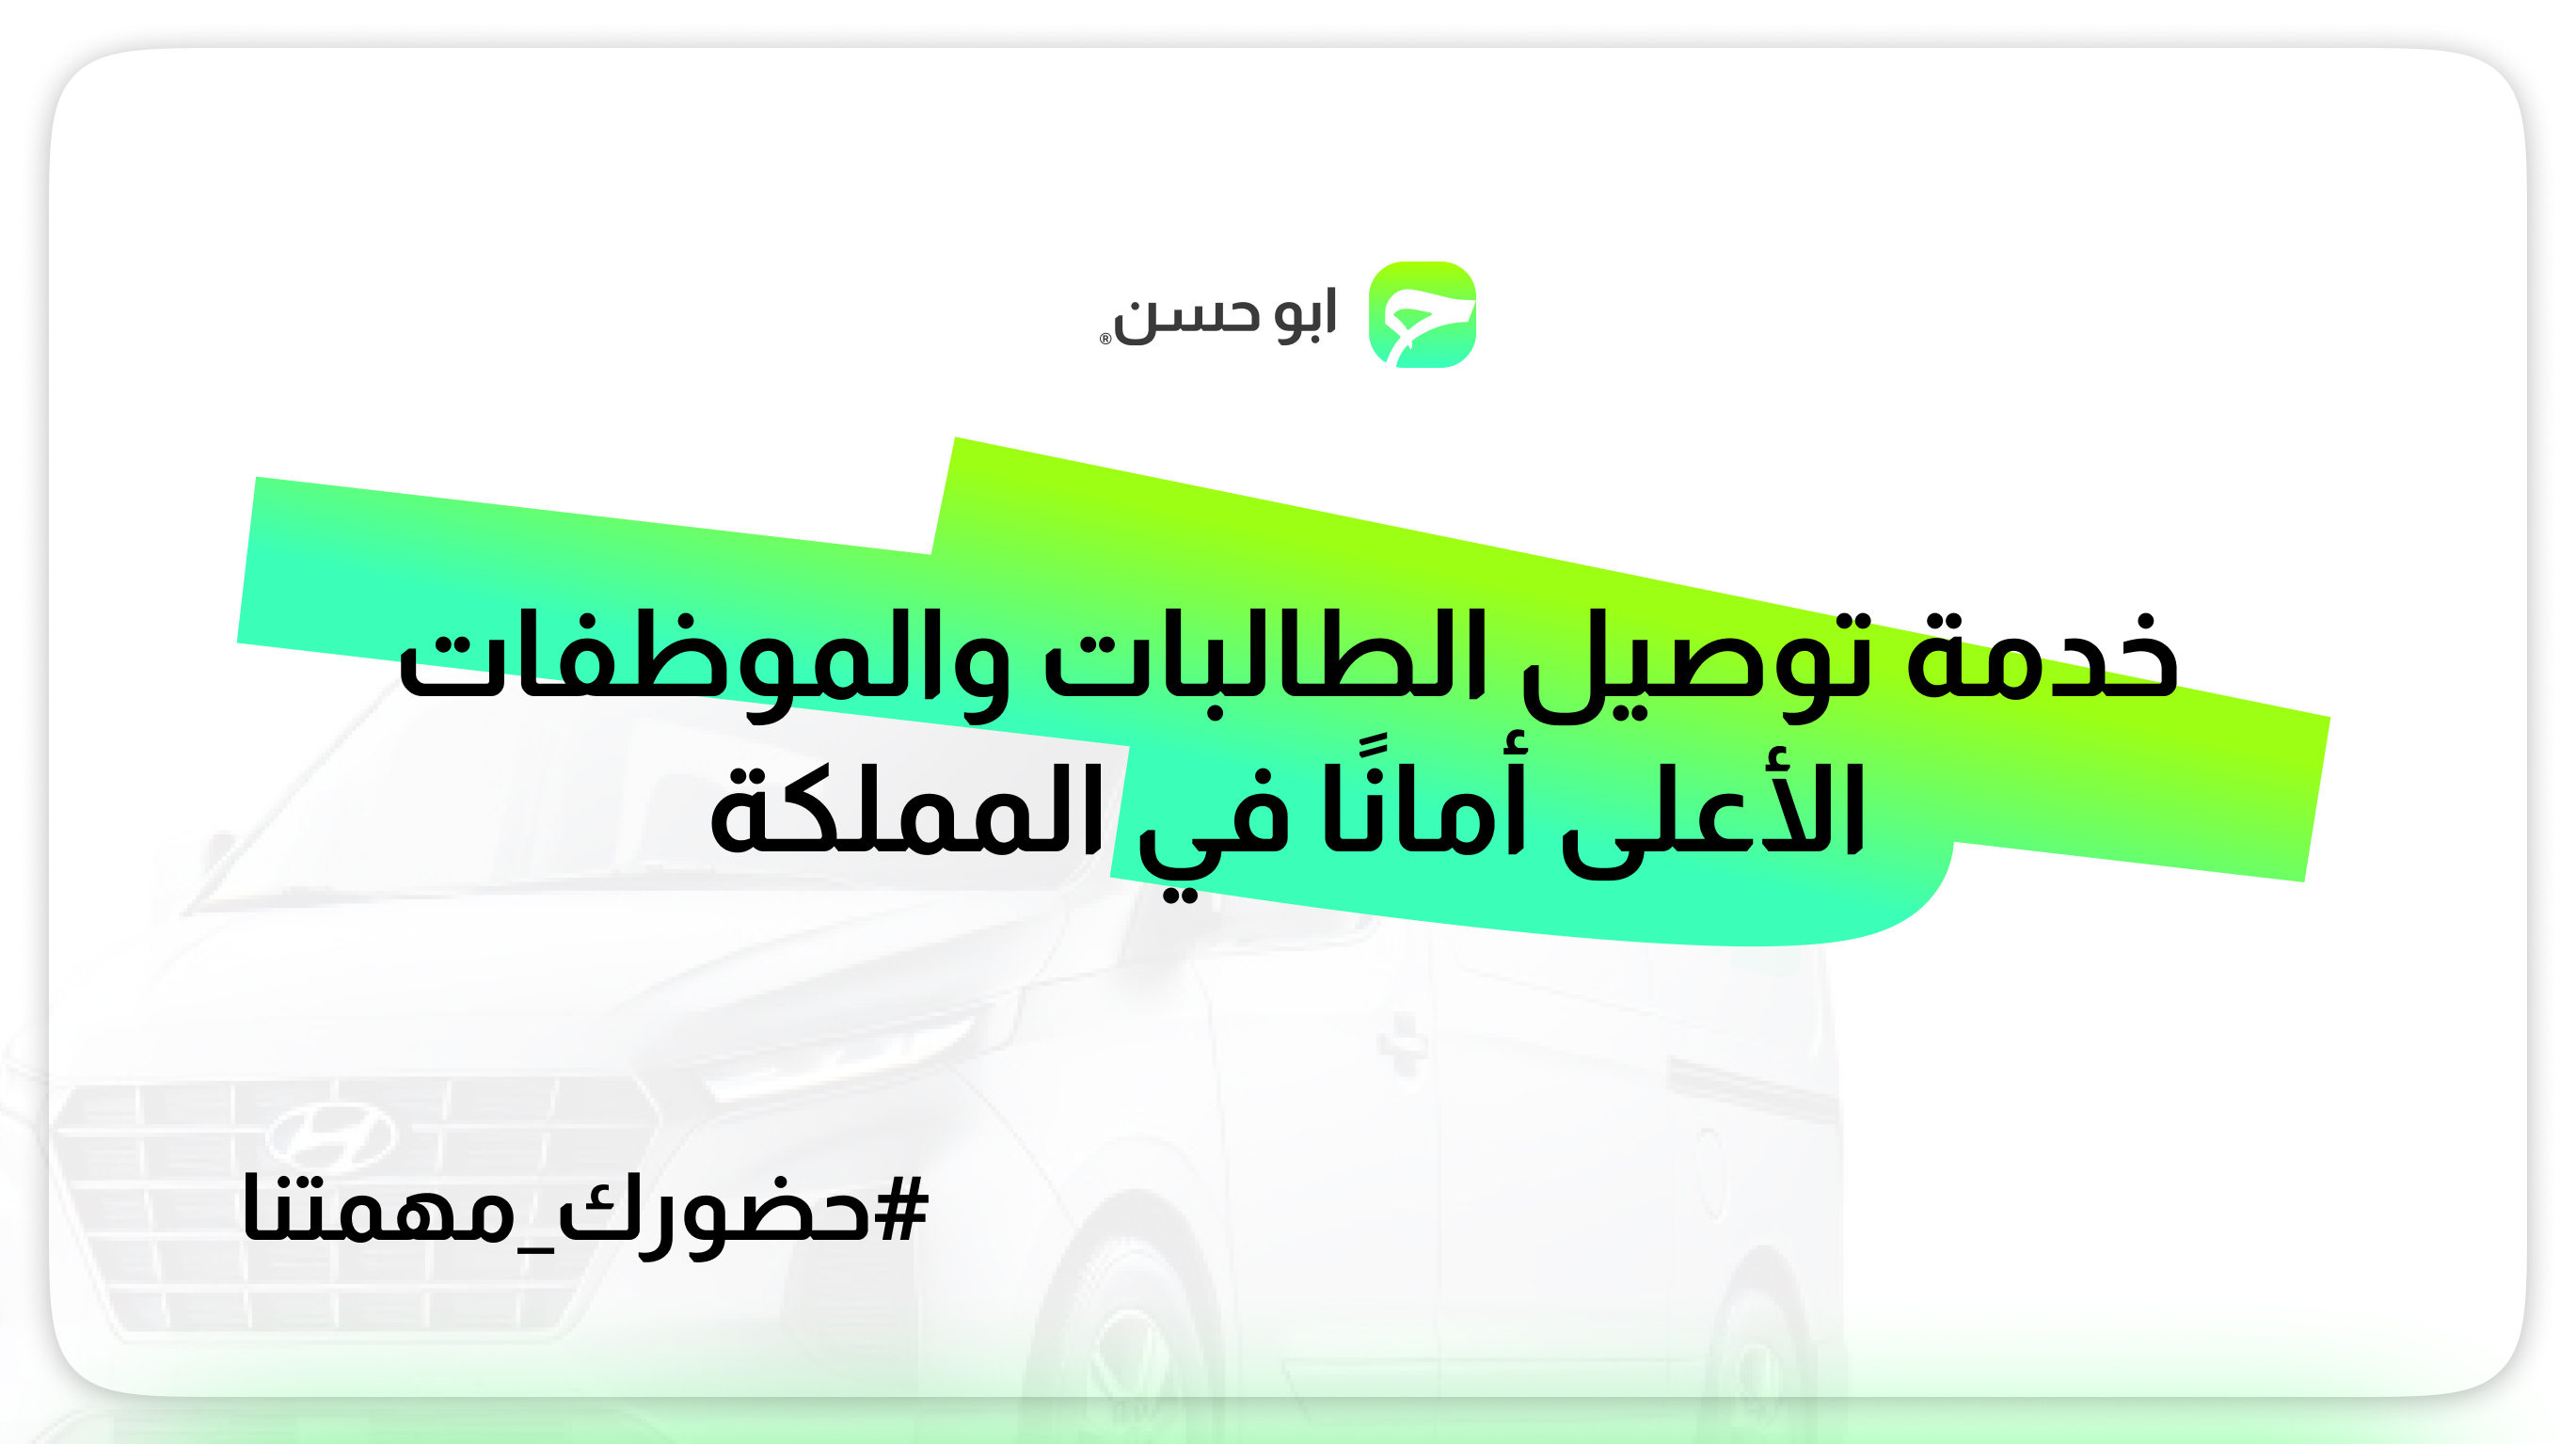 ابو حسن®
خدمة توصيل الطالبات والموظفات
الأعلى أمانًا في المملكة
#حضورك_مهمتنا